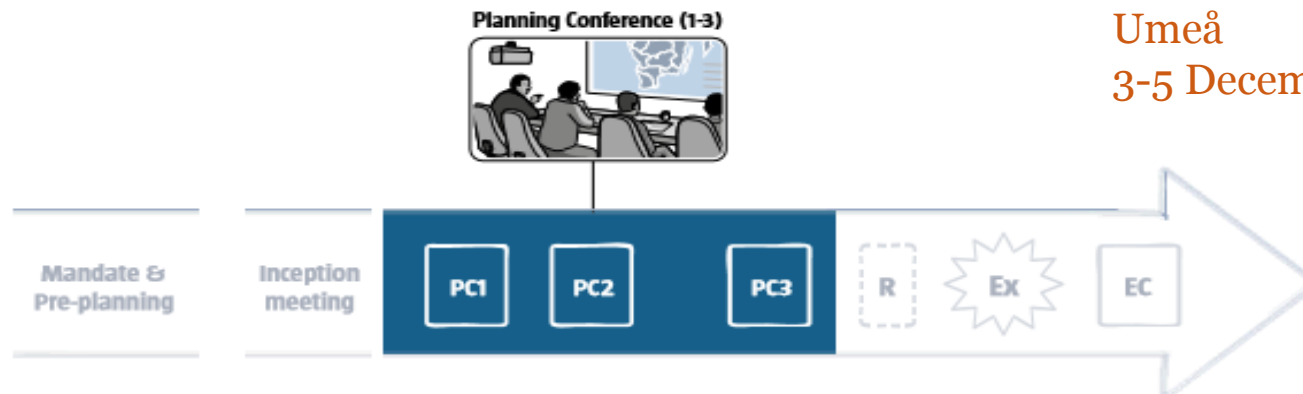 Planning Conference (1-3)
Umeå
3-5 Decem
Mandate &
Pre-planning
Inception
meeting
PC1
PC2
PC3
R
Ex
EC